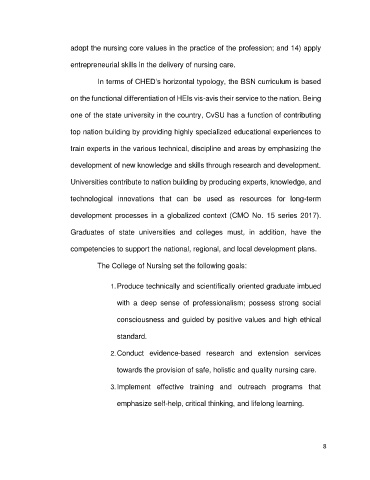 adopt the nursing core values in the practice of the profession; and 14) apply
entrepreneurial skills in the delivery of nursing care.
In terms of CHED's horizontal typology, the BSN curriculum is based
on the functional differentiation of HEIs vis-avis their service to the nation. Being
one of the state university in the country, CvSU has a function of contributing
top nation building by providing highly specialized educational experiences to
train experts in the various technical, discipline and areas by emphasizing the
development of new knowledge and skills through research and development.
Universities contribute to nation building by producing experts, knowledge, and
technological innovations that can be used as resources for long-term
development processes in a globalized context (CMO No. 15 series 2017).
Graduates of state universities and colleges must, in addition, have the
competencies to support the national, regional, and local development plans.
The College of Nursing set the following goals:
1. Produce technically and scientifically oriented graduate imbued
with a deep sense of professionalism; possess strong social
consciousness and guided by positive values and high ethical
standard.
2. Conduct evidence-based research and extension services
towards the provision of safe, holistic and quality nursing care.
3. Implement effective training and outreach programs that
emphasize self-help, critical thinking, and lifelong learning.
8